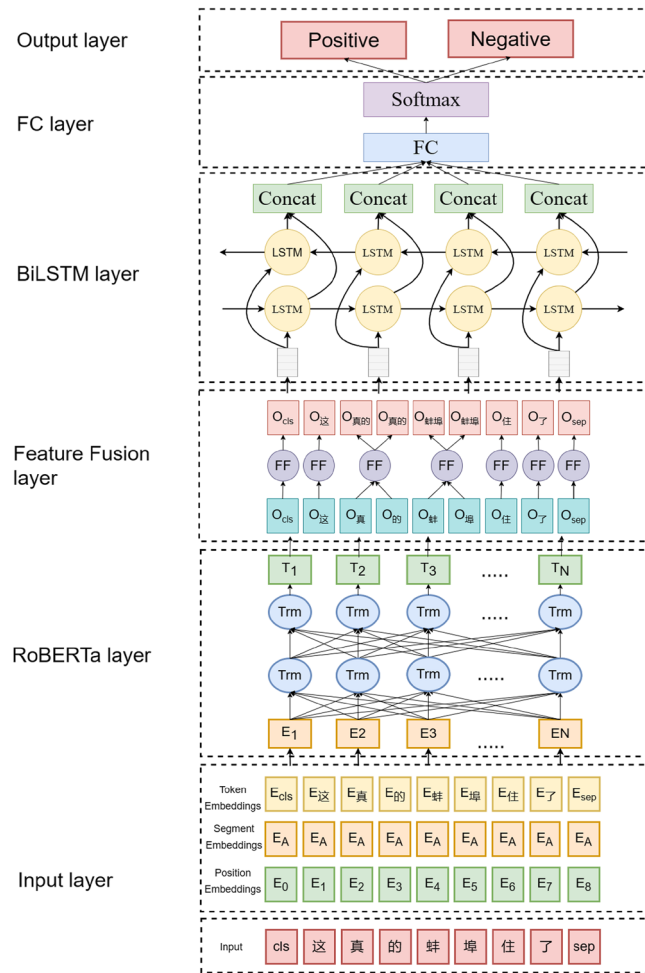 Output layer
Positive Negative
FC layer
Softmax
FC
BiLSTM layer
Concat Concat Concat Concat
LSTM LSTM LSTM LSTM
LSTM LSTM LSTM LSTM
Feature Fusion
layer
O_cls O_这 O_真的 O_真的 O_蚌埠 O_蚌埠 O_住 O_了 O_sep
FF FF FF FF FF FF FF
O_cls O_这 O_真 O_的 O_蚌 O_埠 O_住 O_了 O_sep
RoBERTa layer
T_1 T_2 T_3 ..... T_N
Trm Trm Trm ..... Trm
Trm Trm Trm ..... Trm
E_1 E2 E3 ..... EN
Input layer
Token
Embeddings
E_cls E_这 E_真 E_的 E_蚌 E_埠 E_住 E_了 E_sep
Segment
Embeddings
E_A E_A E_A E_A E_A E_A E_A E_A E_A
Position
Embeddings
E_0 E_1 E_2 E_3 E_4 E_5 E_6 E_7 E_8
Input cls 这 真 的 蚌 埠 住 了 sep